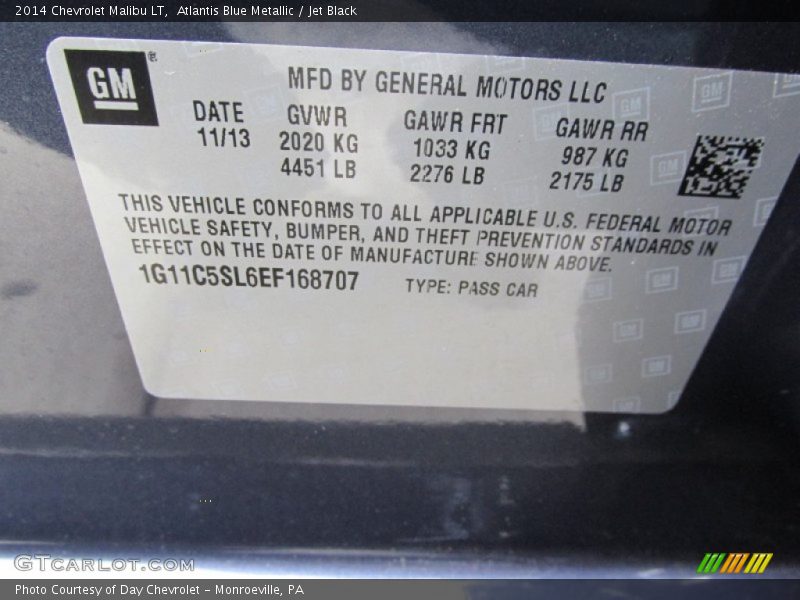 2014 Chevrolet Malibu LT, Atlantis Blue Metallic / Jet Black
GM ®
MFD BY GENERAL MOTORS LLC
DATE GVWR GAWR FRT GAWR RR
11/13 2020 KG 1033 KG 987 KG
4451 LB 2276 LB 2175 LB
THIS VEHICLE CONFORMS TO ALL APPLICABLE U.S. FEDERAL MOTOR
VEHICLE SAFETY, BUMPER, AND THEFT PREVENTION STANDARDS IN
EFFECT ON THE DATE OF MANUFACTURE SHOWN ABOVE.
1G11C5SL6EF168707 TYPE: PASS CAR
GTCARLOT.COM
Photo Courtesy of Day Chevrolet - Monroeville, PA